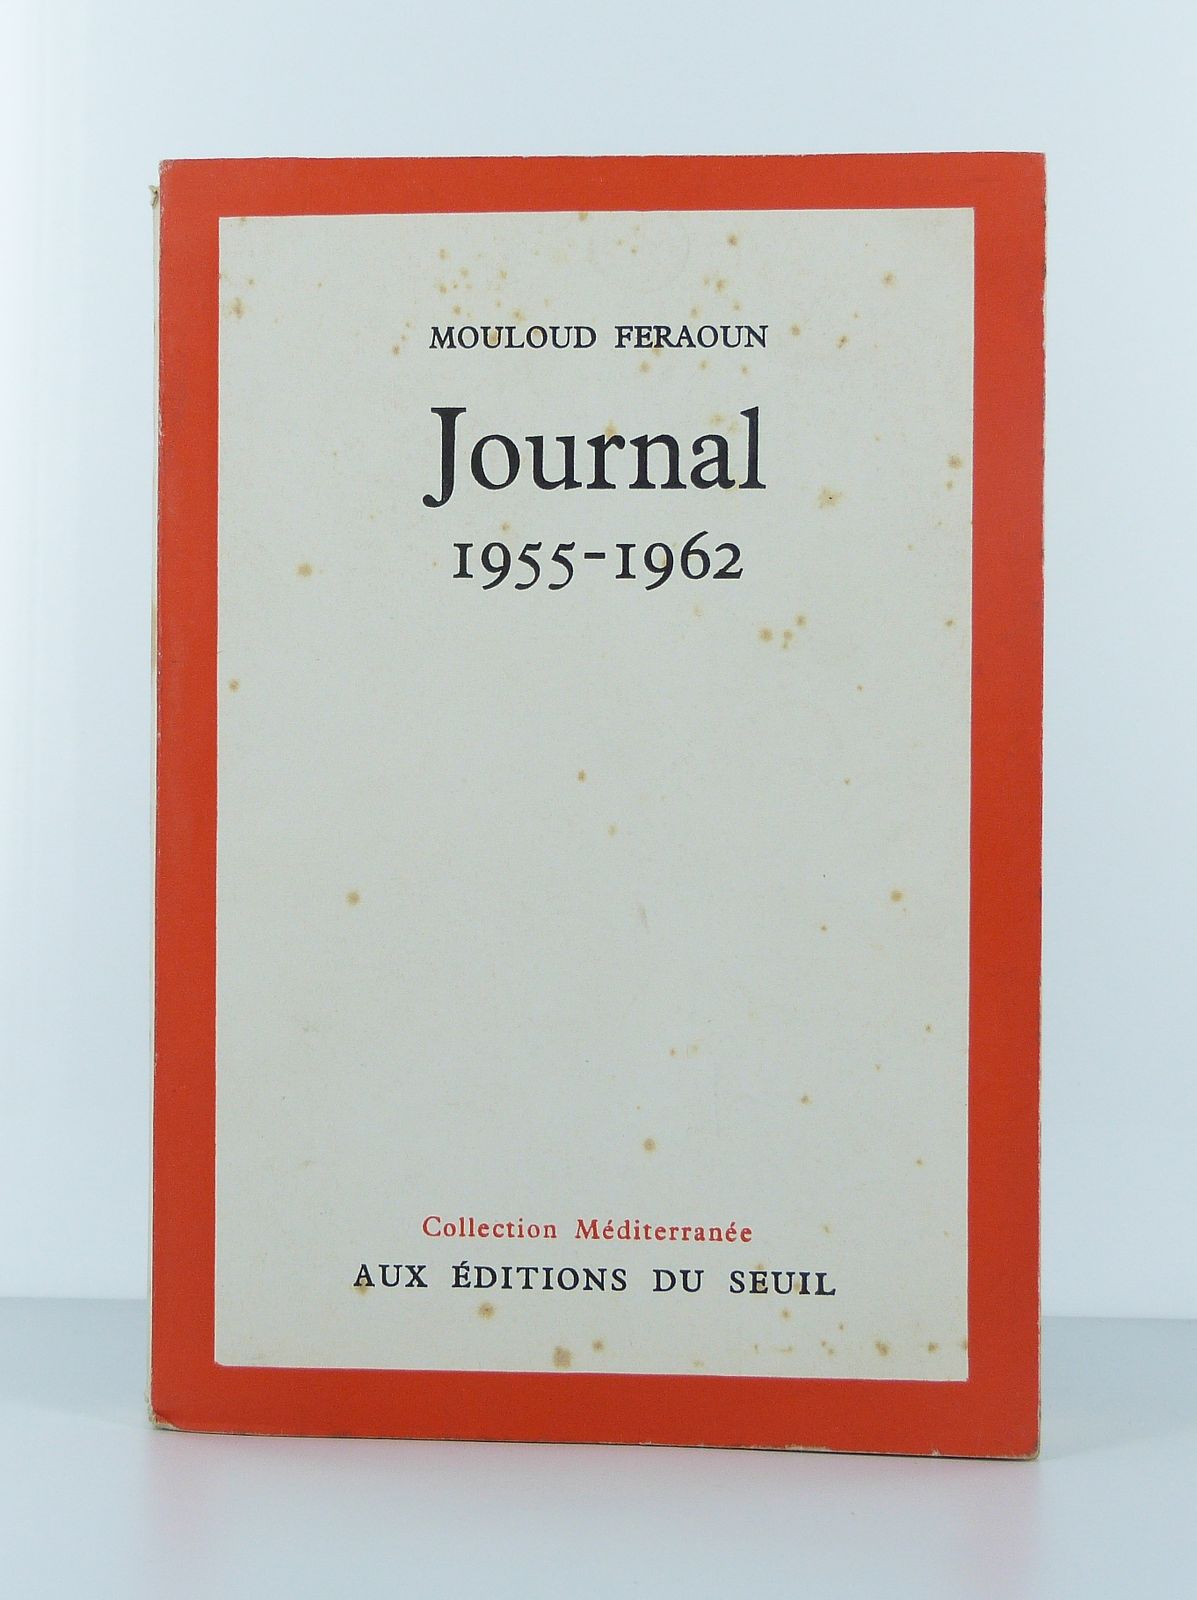 MOULOUD FERAOUN
Journal
1955-1962
Collection Méditerranée
AUX ÉDITIONS DU SEUIL